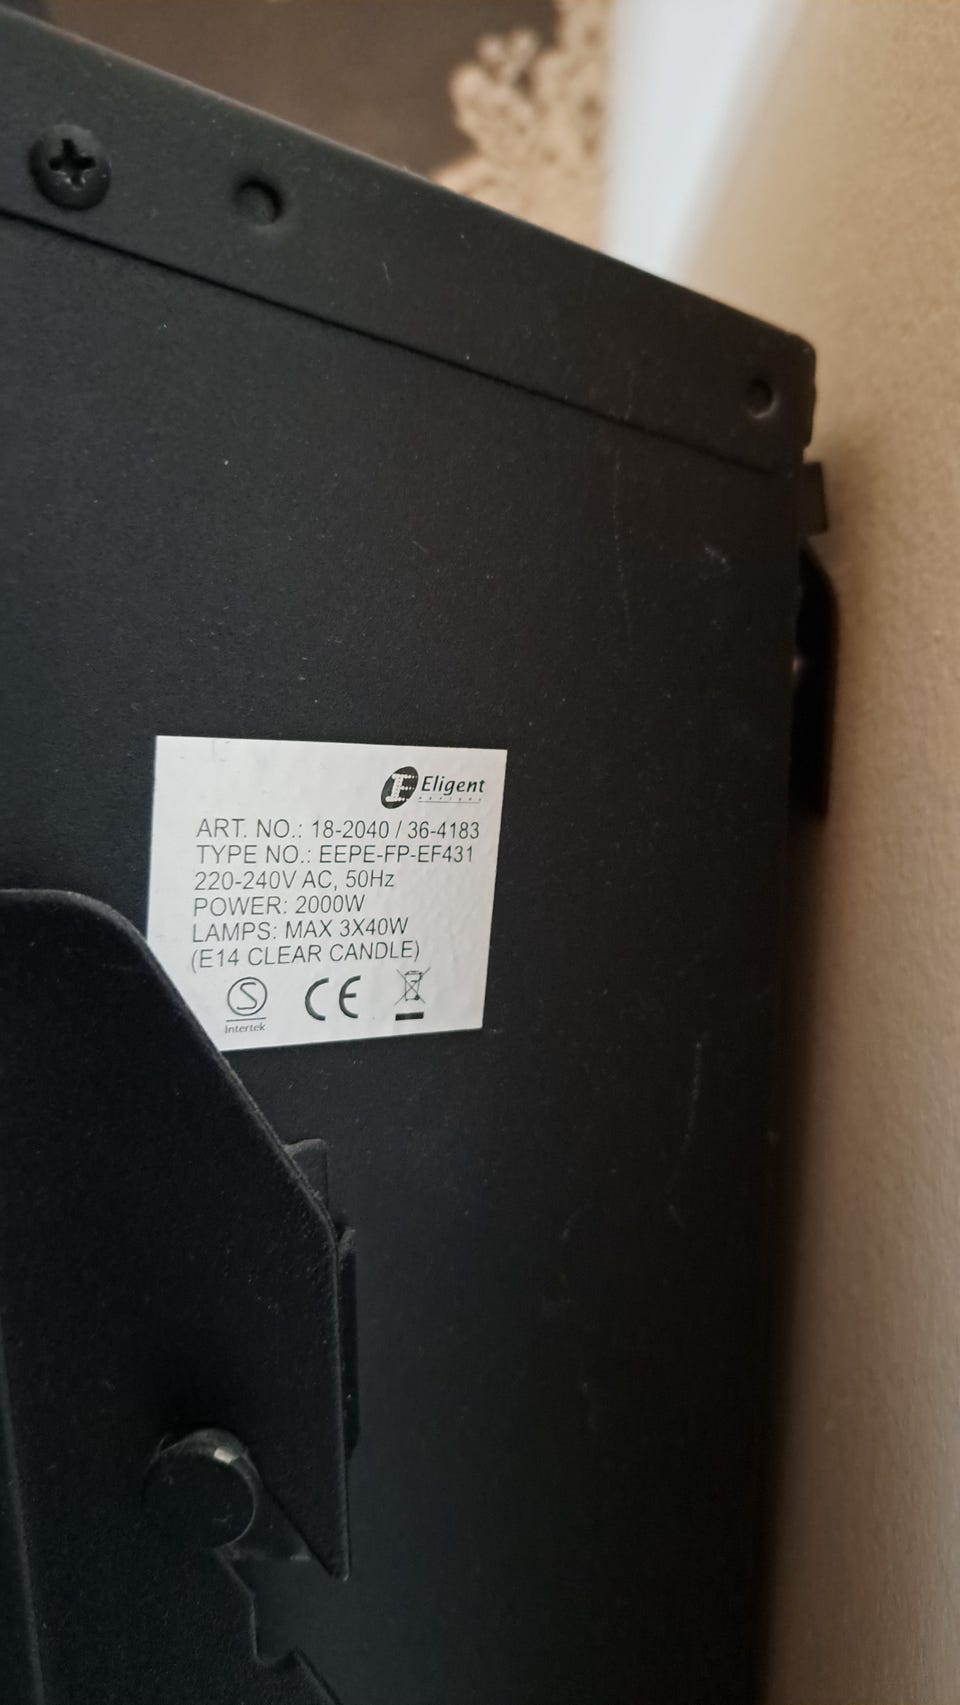 Eligent
ART. NO.: 18-2040 / 36-4183
TYPE NO.: EEPE-FP-EF431
220-240V AC, 50Hz
POWER: 2000W
LAMPS: MAX 3X40W
(E14 CLEAR CANDLE)
S
Intertek
CE